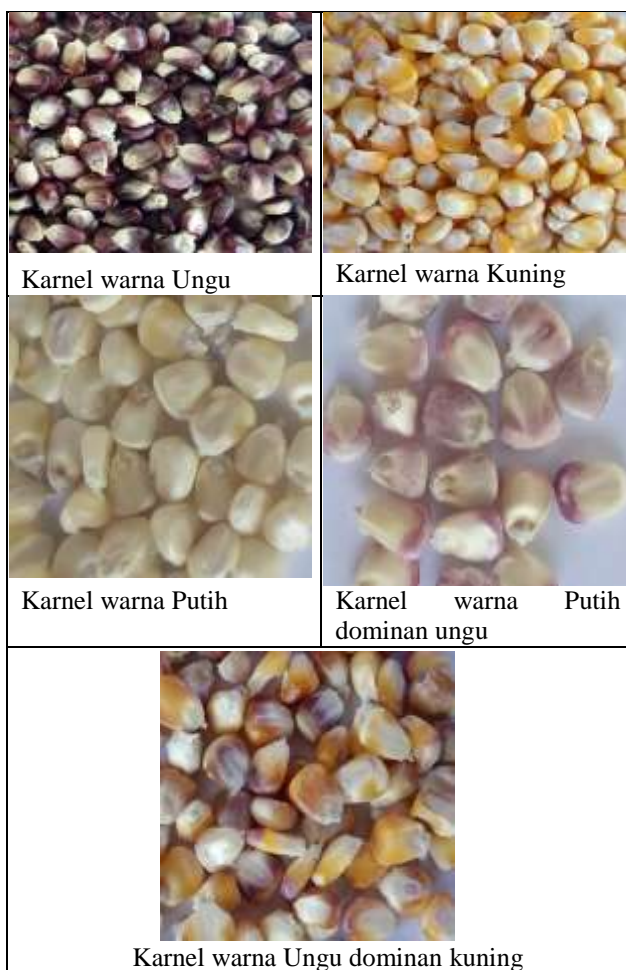 Karnel warna Ungu
Karnel warna Kuning
Karnel warna Putih
Karnel warna Putih
dominan ungu
Karnel warna Ungu dominan kuning